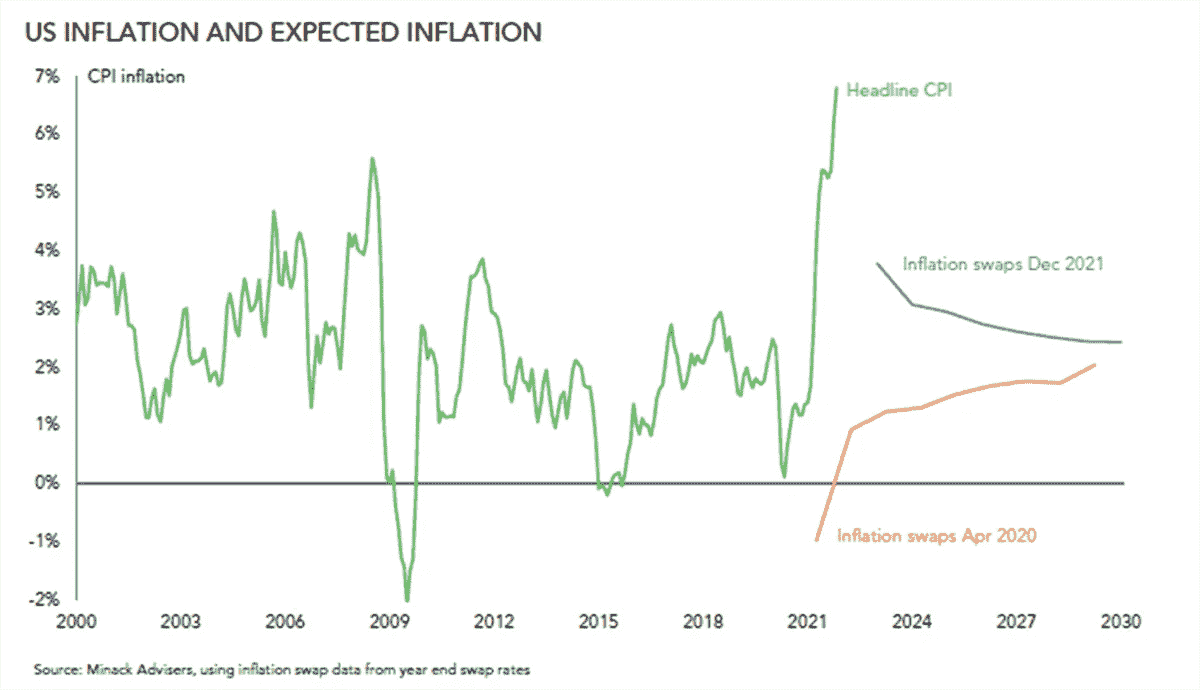 US INFLATION AND EXPECTED INFLATION
7% CPI inflation
Headline CPI
6%
5%
4%
Inflation swaps Dec 2021
3%
2%
1%
0%
-1%
Inflation swaps Apr 2020
-2%
2000 2003 2006 2009 2012 2015 2018 2021 2024 2027 2030
Source: Minack Advisers, using inflation swap data from year end swap rates